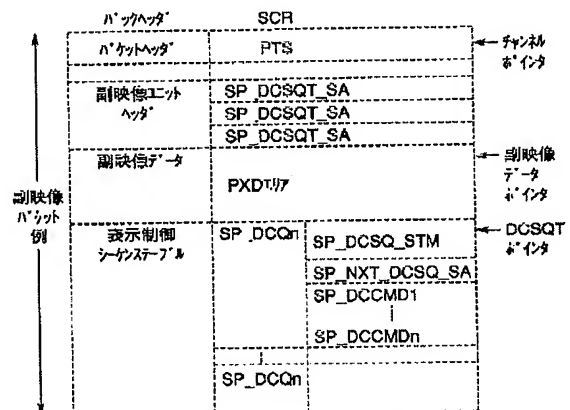 パックヘッダ SCR
パケットヘッダ PTS
チャンネル
ポインタ
副映像ユニット
ヘッダ
SP_DCSQT_SA
SP_DCSQT_SA
SP_DCSQT_SA
副映像データ
PXDエリア
副映像
データ
ポインタ
副映像
パケット
例
表示制御
シーケンステーブル
SP_DCQn
SP_DCSQ_STM
SP_NXT_DCSQ_SA
SP_DCCMD1
SP_DCCMDn
DCSQT
ポインタ
SP_DCQn